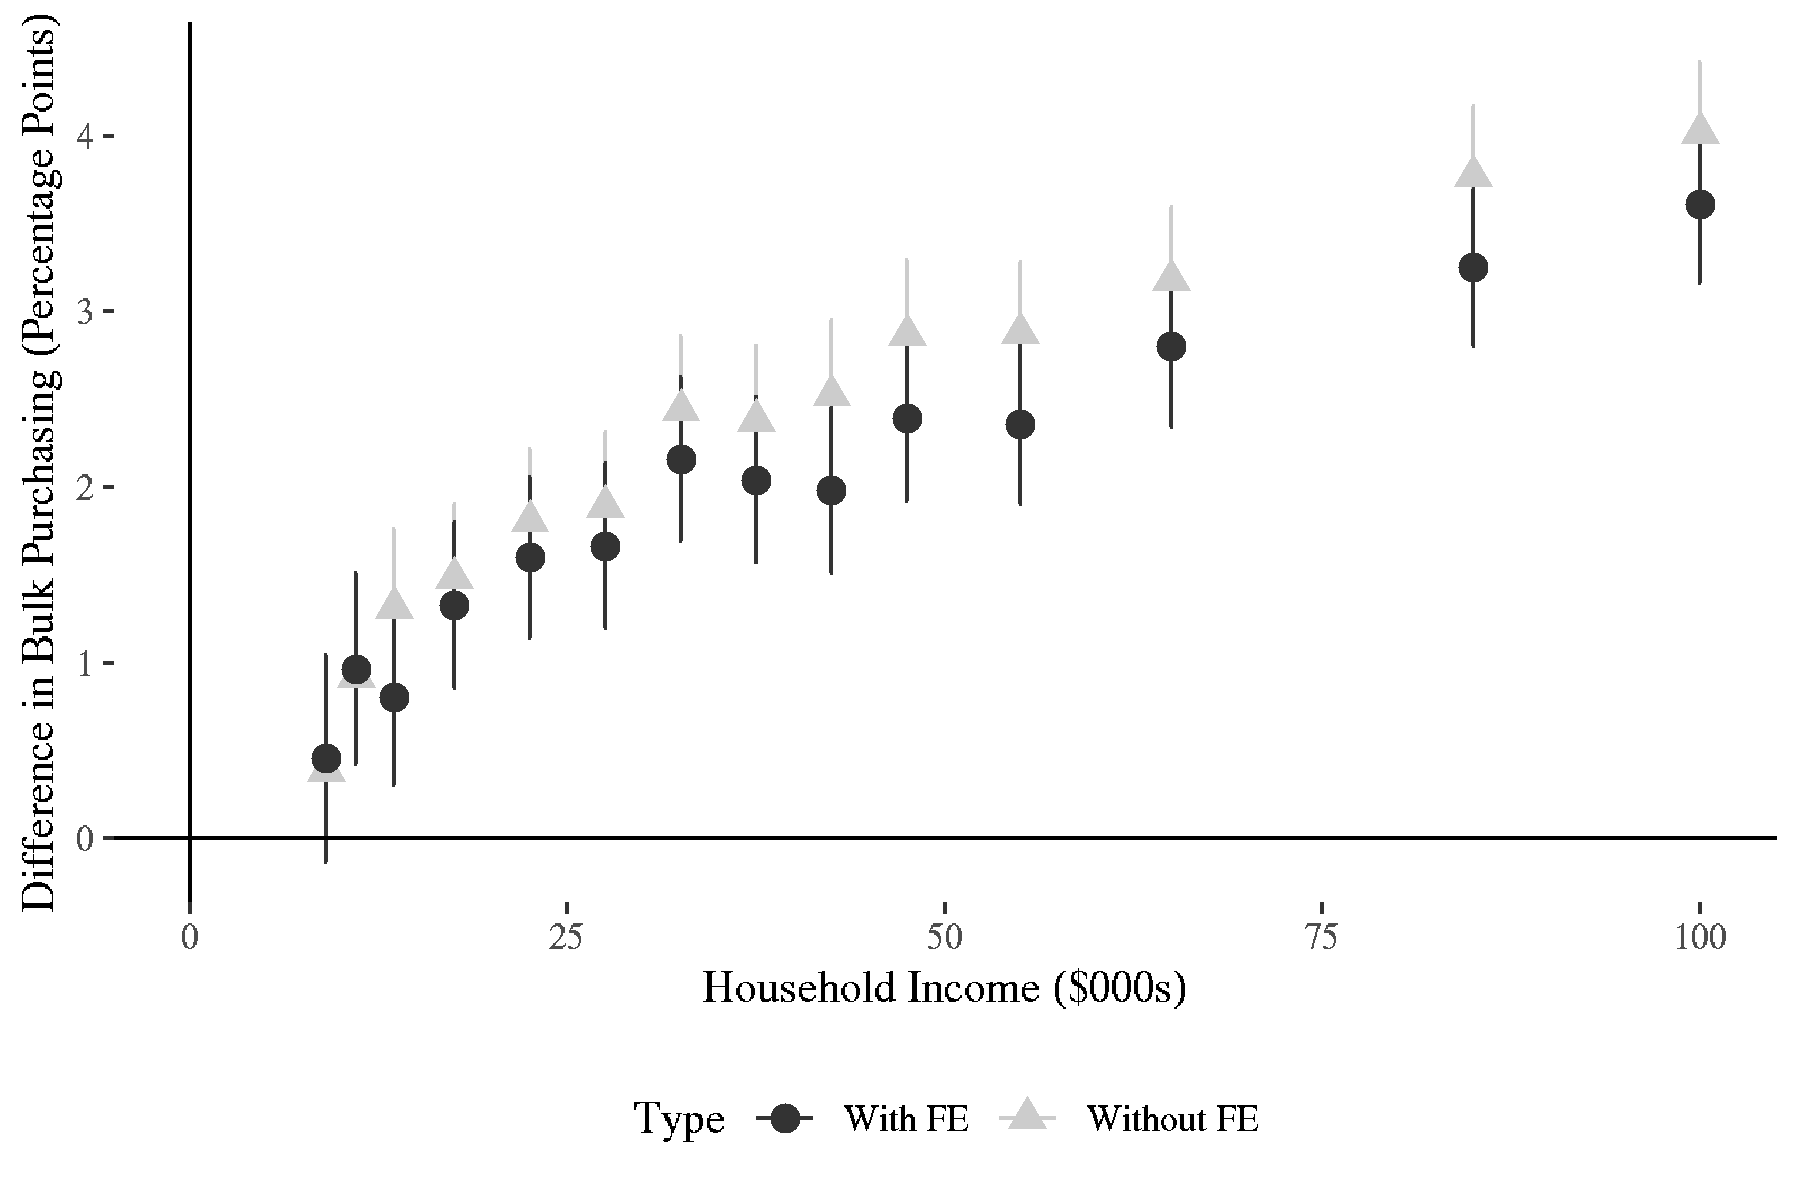 Difference in Bulk Purchasing (Percentage Points)
4
3
2
1
0
0 25 50 75 100
Household Income ($000s)
Type With FE Without FE